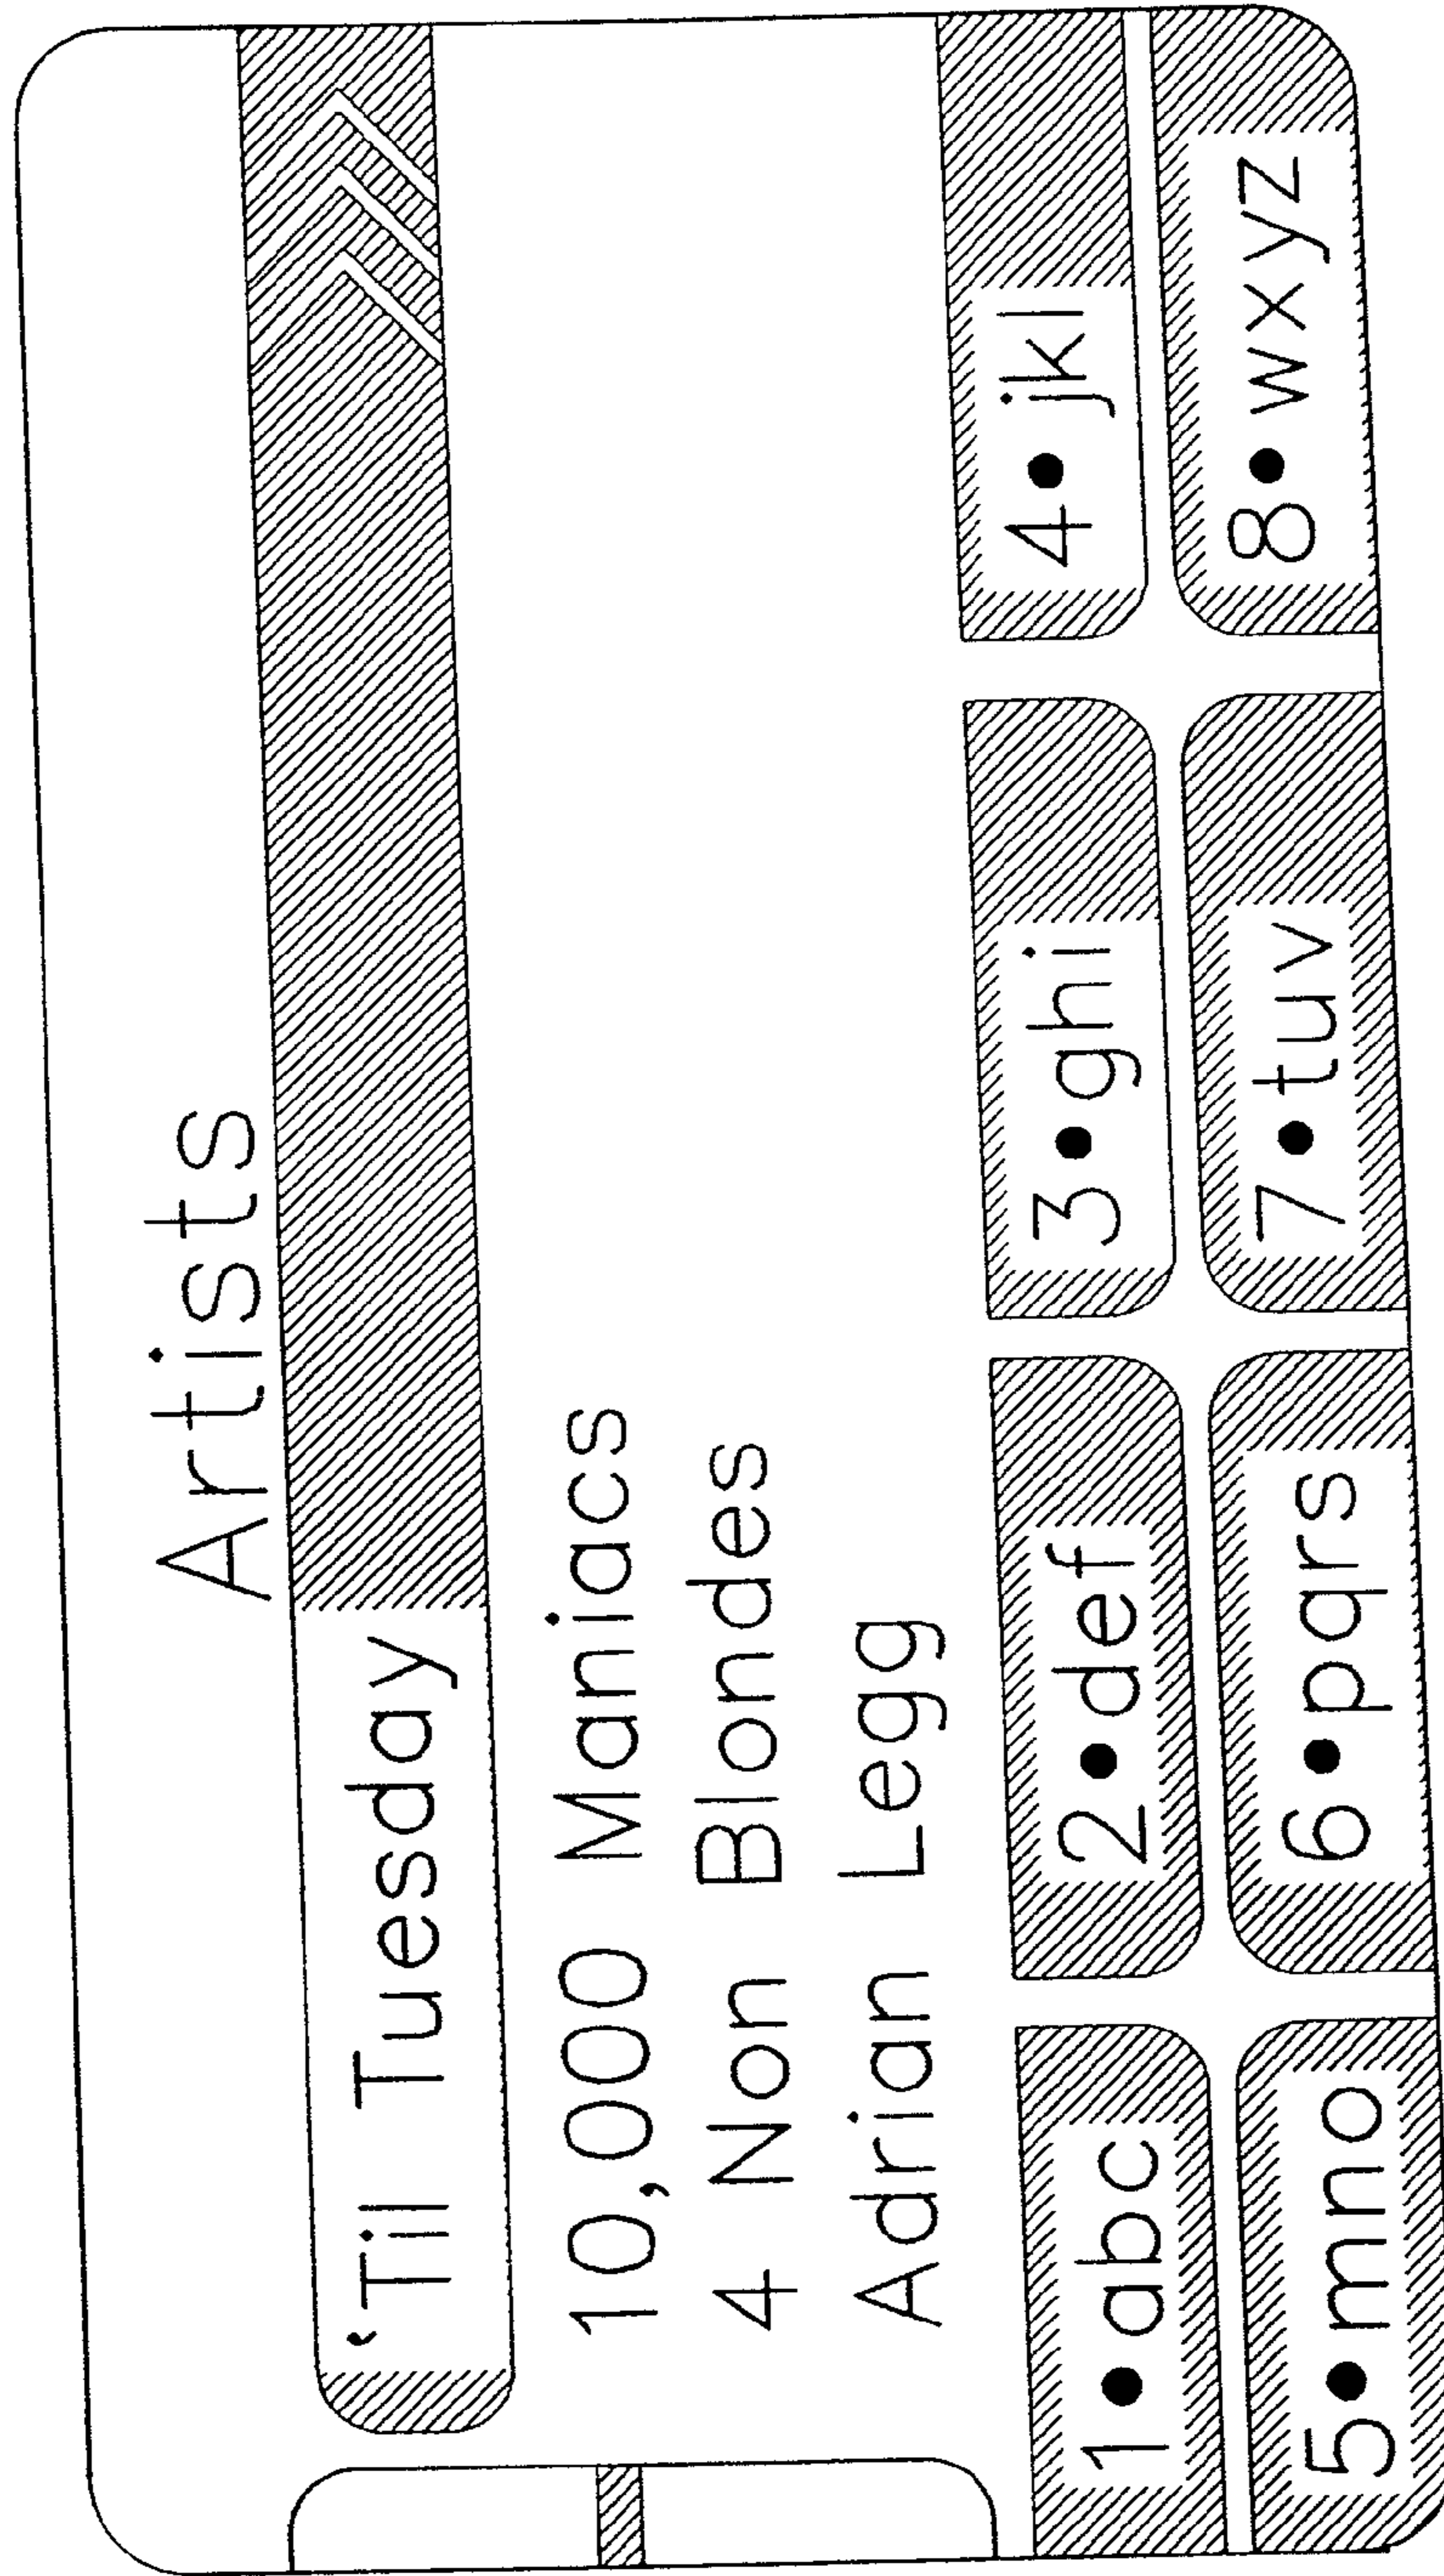 Artists
‘Til Tuesday
10,000 Maniacs
4 Non Blondes
Adrian Legg
1•abc 2•def 3•ghi 4•jkl
5•mno 6•pqrs 7•tuv 8•wxyz